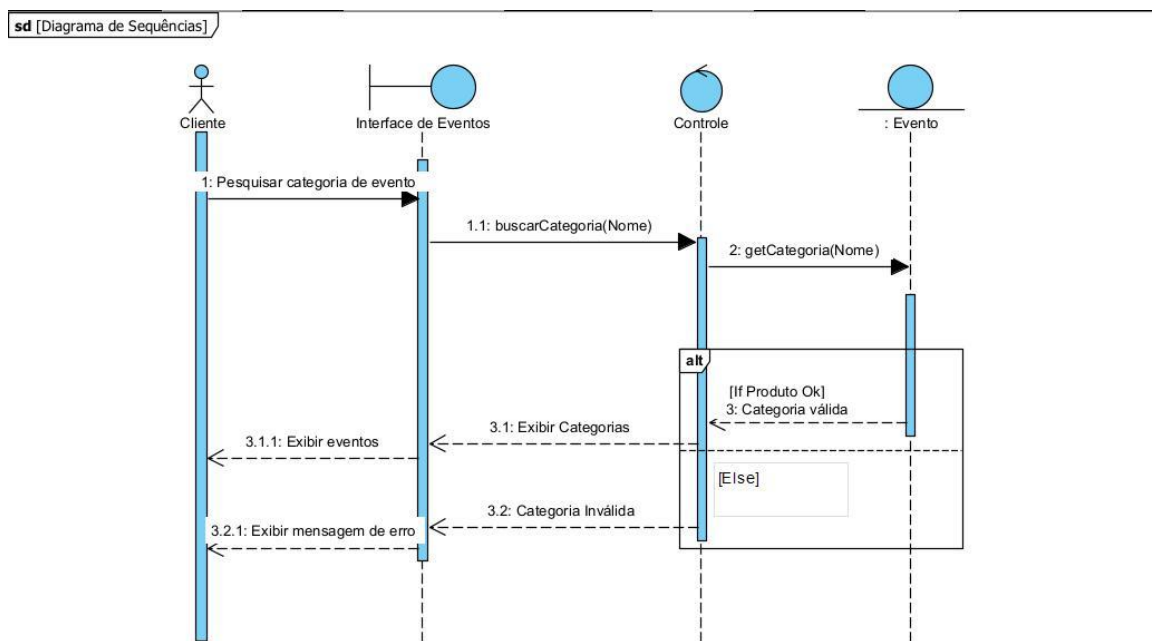 sd [Diagrama de Sequências]
Cliente
Interface de Eventos
Controle
: Evento
1: Pesquisar categoria de evento
1.1: buscarCategoria(Nome)
2: getCategoria(Nome)
alt
[If Produto Ok]
3: Categoria válida
3.1: Exibir Categorias
3.1.1: Exibir eventos
[Else]
3.2: Categoria Inválida
3.2.1: Exibir mensagem de erro